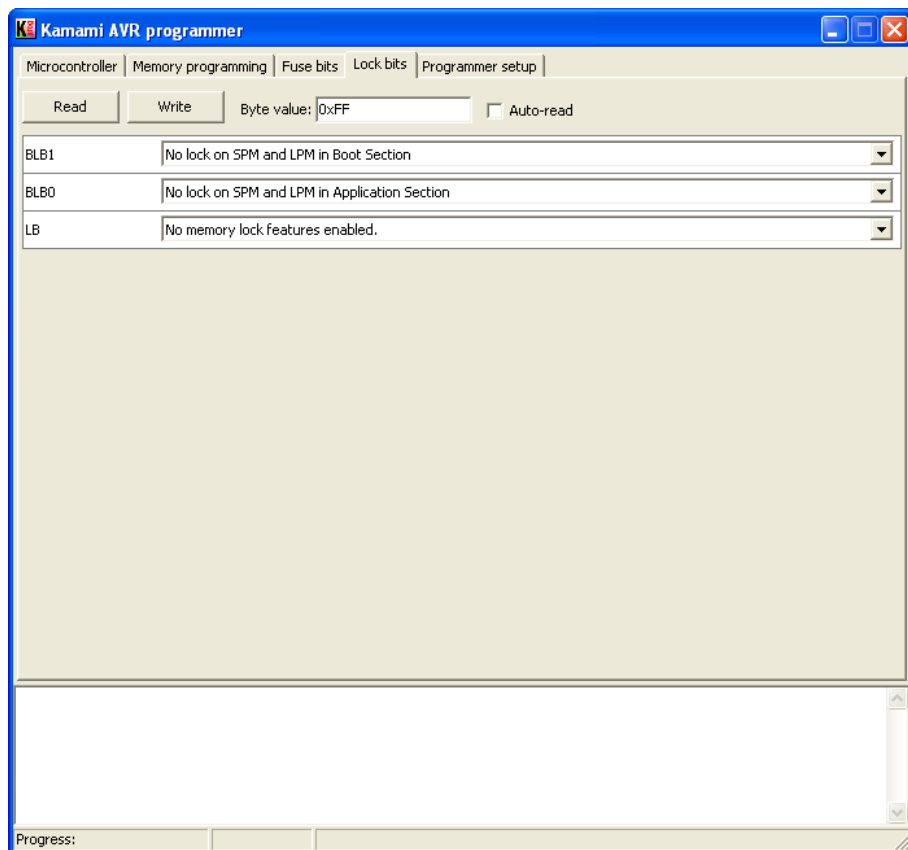 Kamami AVR programmer
Microcontroller Memory programming Fuse bits Lock bits Programmer setup
Read Write Byte value: 0xFF Auto-read
BLB1 No lock on SPM and LPM in Boot Section
BLB0 No lock on SPM and LPM in Application Section
LB No memory lock features enabled.
Progress: